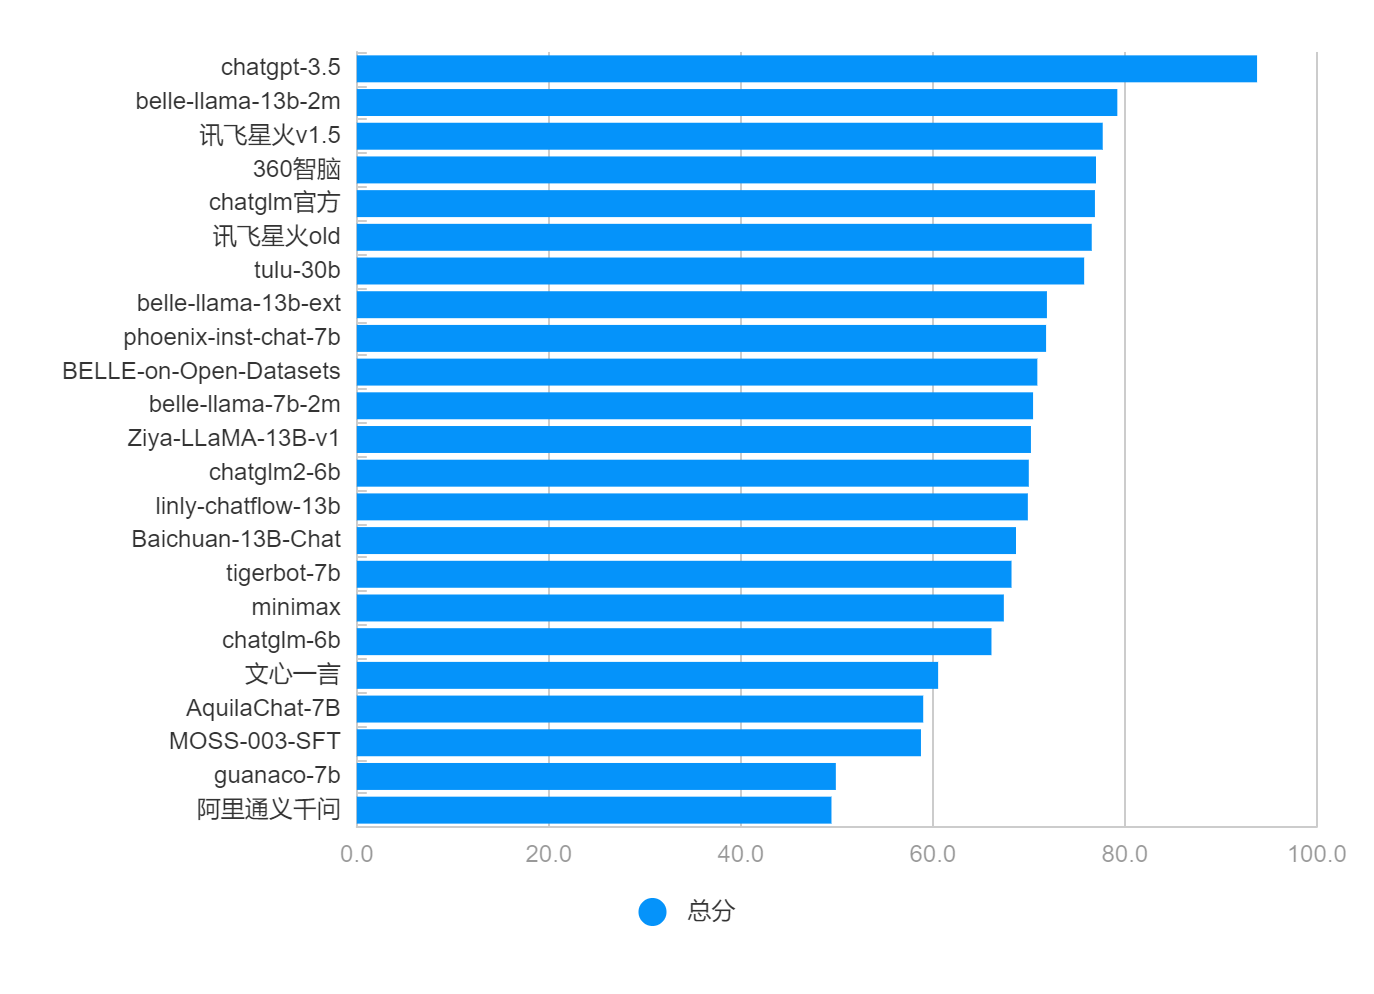 chatgpt-3.5
belle-llama-13b-2m
讯飞星火v1.5
360智脑
chatglm官方
讯飞星火old
tulu-30b
belle-llama-13b-ext
phoenix-inst-chat-7b
BELLE-on-Open-Datasets
belle-llama-7b-2m
Ziya-LLaMA-13B-v1
chatglm2-6b
linly-chatflow-13b
Baichuan-13B-Chat
tigerbot-7b
minimax
chatglm-6b
文心一言
AquilaChat-7B
MOSS-003-SFT
guanaco-7b
阿里通义千问
0.0 20.0 40.0 60.0 80.0 100.0
总分